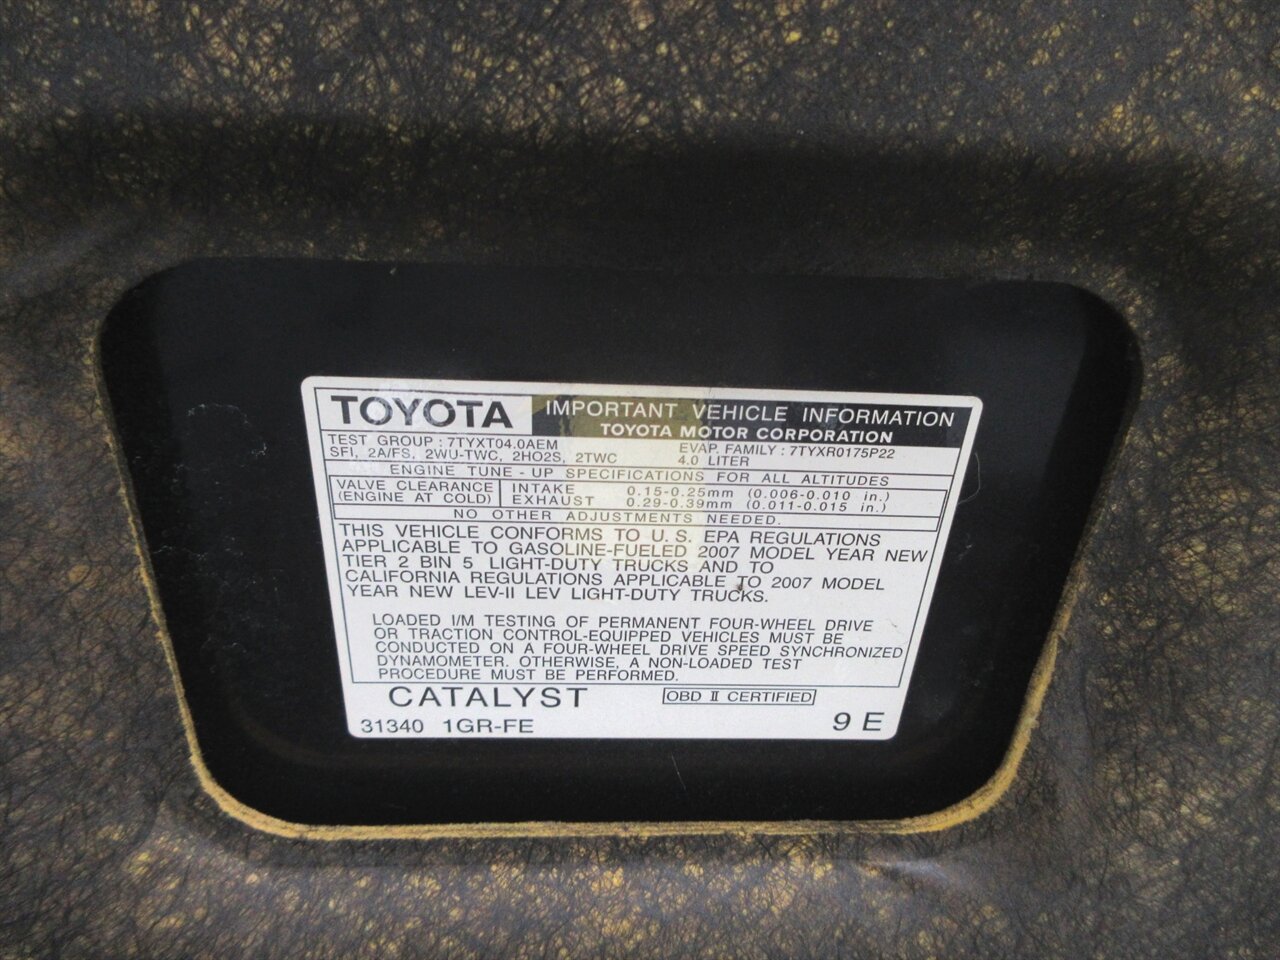 TOYOTA IMPORTANT VEHICLE INFORMATION
TOYOTA MOTOR CORPORATION
TEST GROUP : 7TYXT04.0AEM EVAP. FAMILY : 7TYXR0175P22
SFI, 2A/FS, 2WU-TWC, 2HO2S, 2TWC 4.0 LITER
ENGINE TUNE-UP SPECIFICATIONS FOR ALL ALTITUDES
VALVE CLEARANCE INTAKE 0.15-0.25mm (0.006-0.010 in.)
(ENGINE AT COLD) EXHAUST 0.29-0.39mm (0.011-0.015 in.)
NO OTHER ADJUSTMENTS NEEDED.
THIS VEHICLE CONFORMS TO U.S. EPA REGULATIONS
APPLICABLE TO GASOLINE-FUELED 2007 MODEL YEAR NEW
TIER 2 BIN 5 LIGHT-DUTY TRUCKS AND TO
CALIFORNIA REGULATIONS APPLICABLE TO 2007 MODEL
YEAR NEW LEV-II LEV LIGHT-DUTY TRUCKS.
LOADED I/M TESTING OF PERMANENT FOUR-WHEEL DRIVE
OR TRACTION CONTROL-EQUIPPED VEHICLES MUST BE
CONDUCTED ON A FOUR-WHEEL DRIVE SPEED SYNCHRONIZED
DYNAMOMETER. OTHERWISE, A NON-LOADED TEST
PROCEDURE MUST BE PERFORMED.
CATALYST OBD II CERTIFIED
31340 1GR-FE 9 E